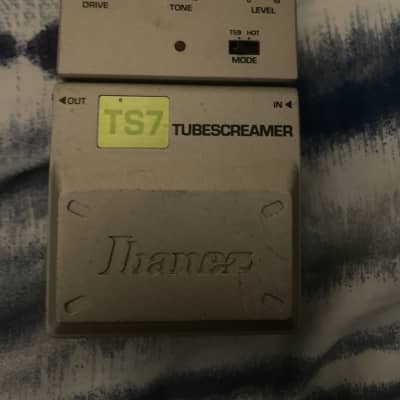 DRIVE TONE LEVEL
TS9 HOT
MODE
◄OUT IN◄
TS7 TUBESCREAMER
Ibanez